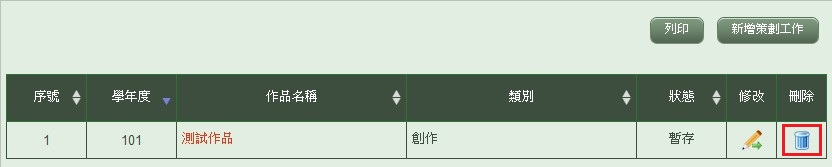 列印 新增策劃工作
序號 學年度 作品名稱 類別 狀態 修改 刪除
1 101 測試作品 創作 暫存